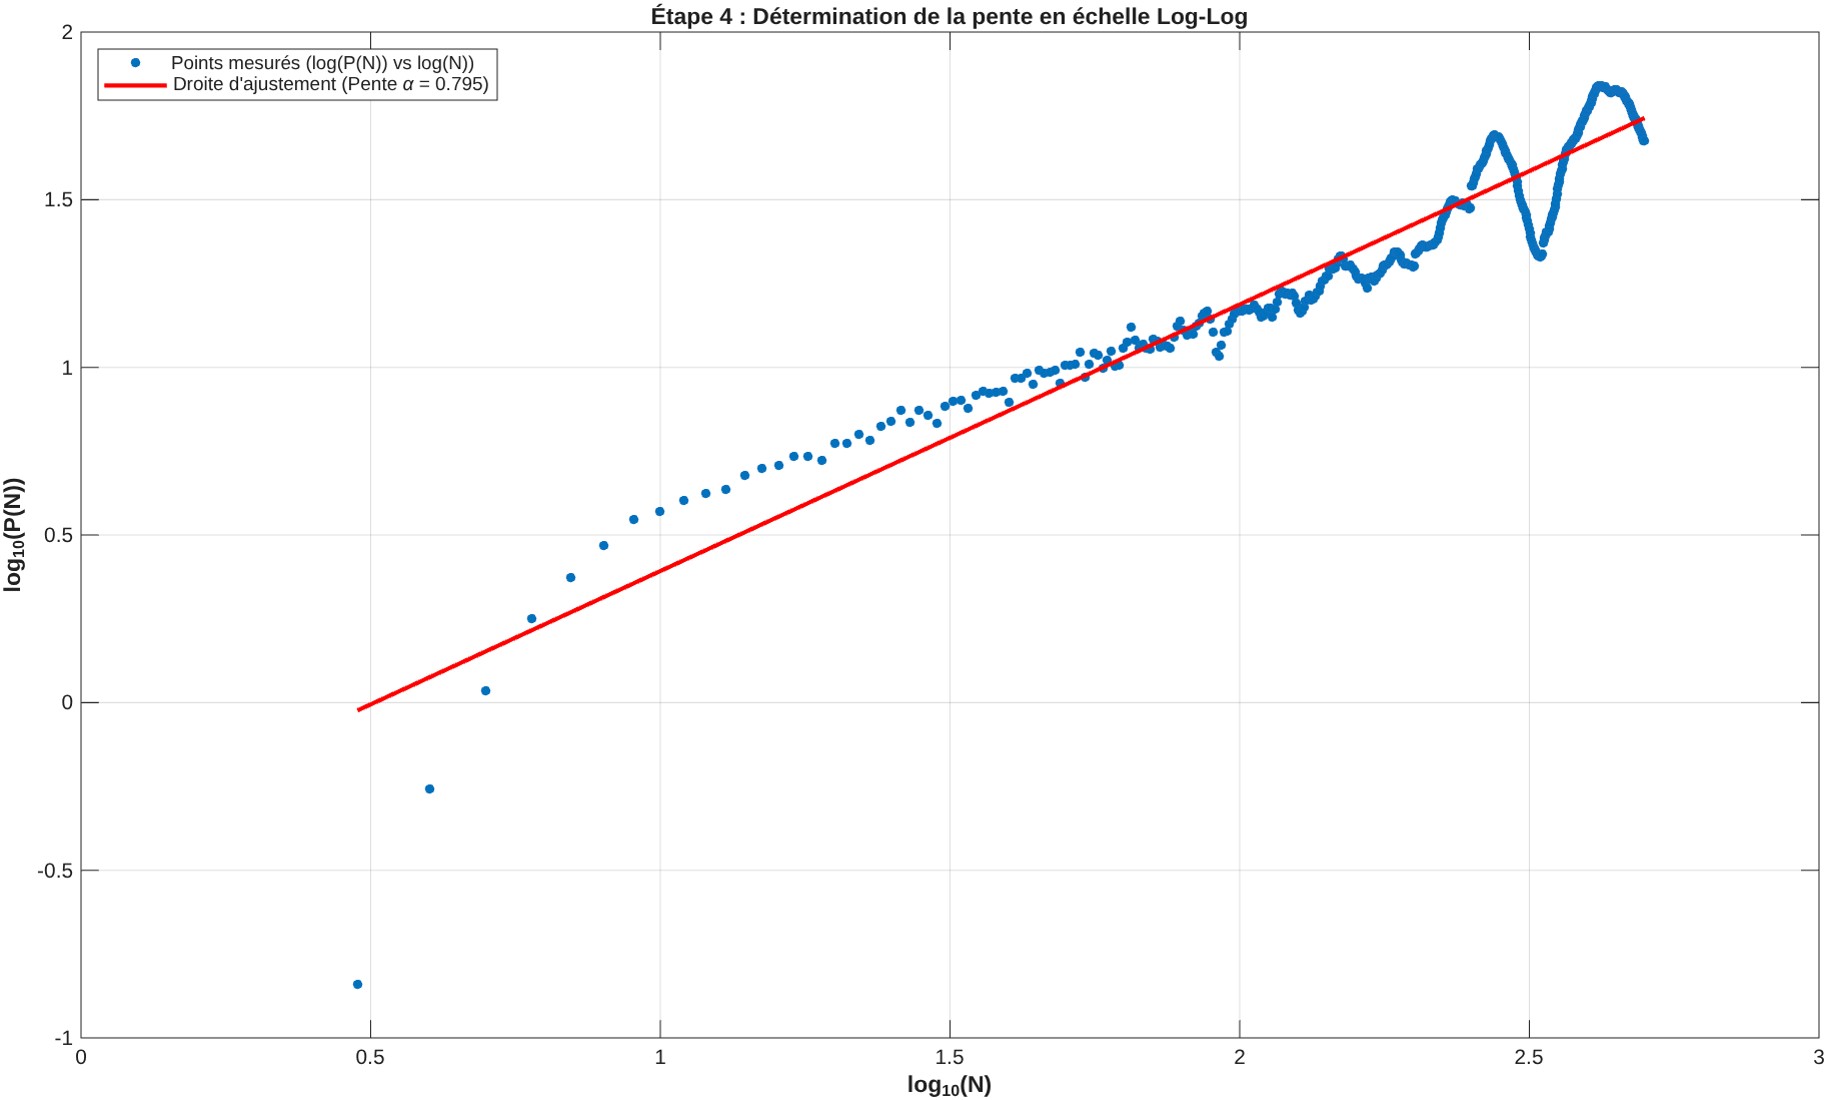 Étape 4 : Détermination de la pente en échelle Log-Log
Points mesurés (log(P(N)) vs log(N))
Droite d'ajustement (Pente α = 0.795)
2
1.5
1
0.5
0
-0.5
-1
log₁₀(P(N))
0 0.5 1 1.5 2 2.5 3
log₁₀(N)